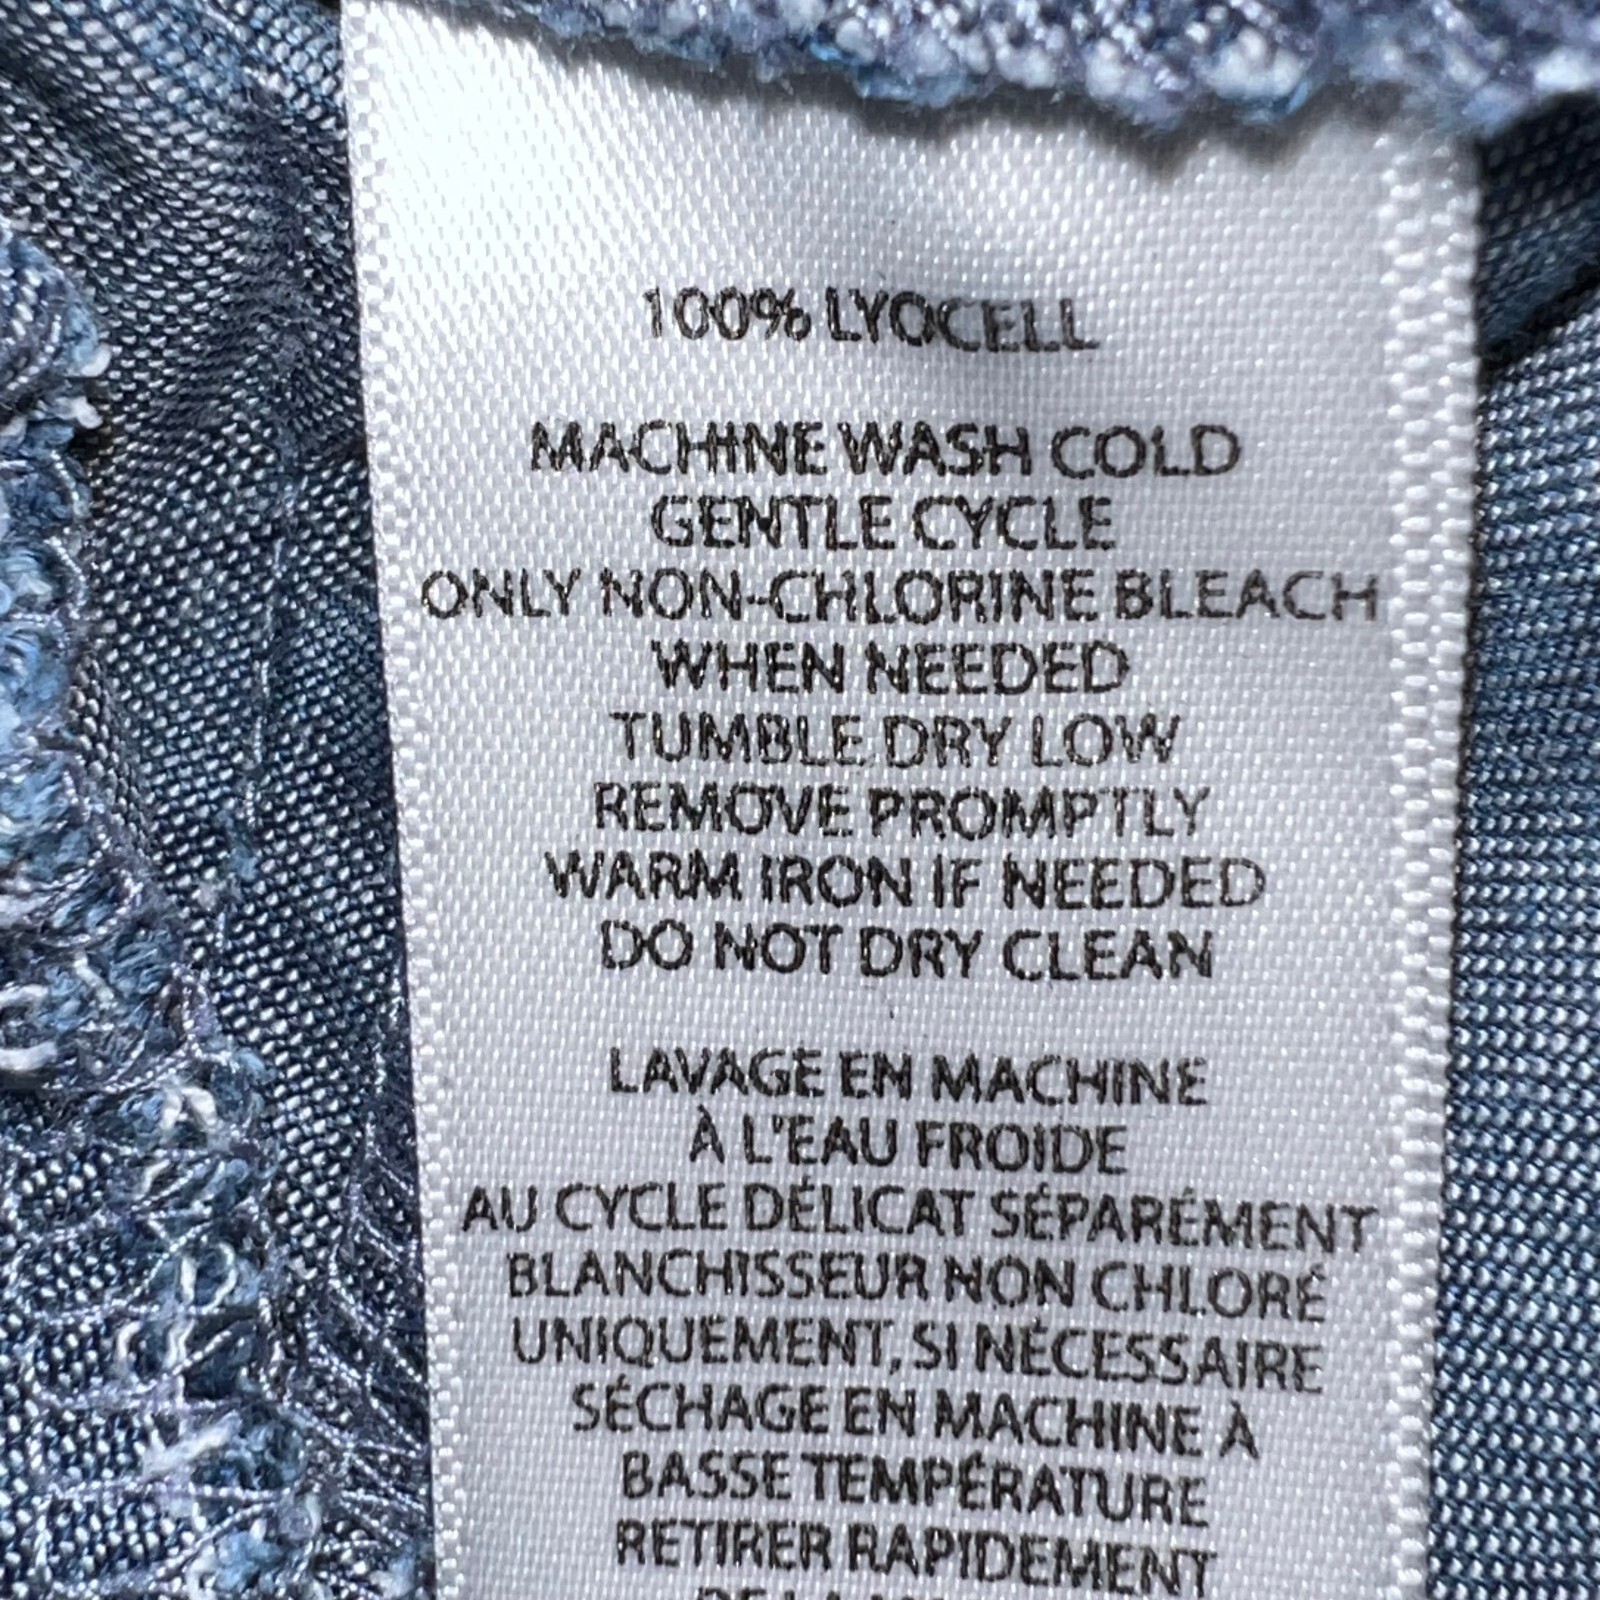 100% LYOCELL
MACHINE WASH COLD
GENTLE CYCLE
ONLY NON-CHLORINE BLEACH
WHEN NEEDED
TUMBLE DRY LOW
REMOVE PROMPTLY
WARM IRON IF NEEDED
DO NOT DRY CLEAN
LAVAGE EN MACHINE
À L'EAU FROIDE
AU CYCLE DÉLICAT SÉPARÉMENT
BLANCHISSEUR NON CHLORÉ
UNIQUEMENT, SI NÉCESSAIRE
SÉCHAGE EN MACHINE À
BASSE TEMPÉRATURE
RETIRER RAPIDEMENT
DE LA